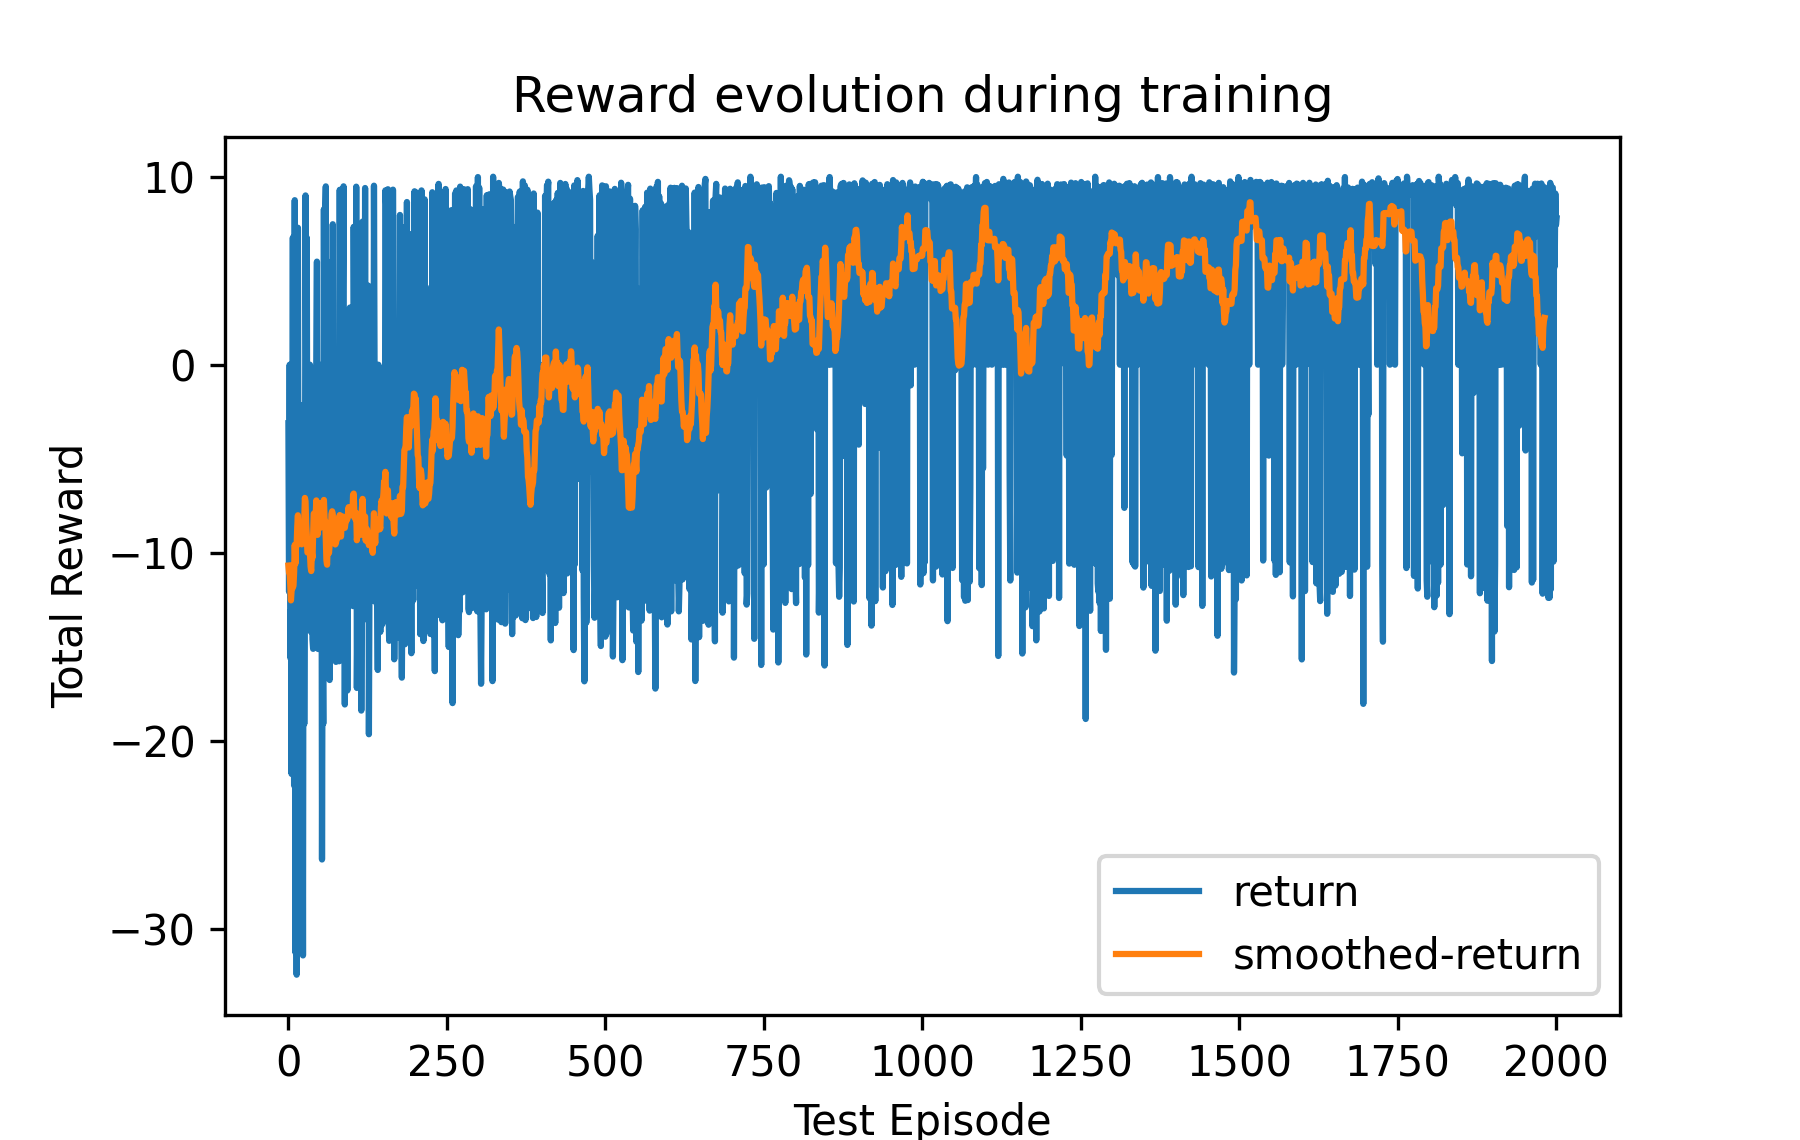 Reward evolution during training
10
0
−10
−20
−30
Total Reward
return
smoothed-return
0 250 500 750 1000 1250 1500 1750 2000
Test Episode